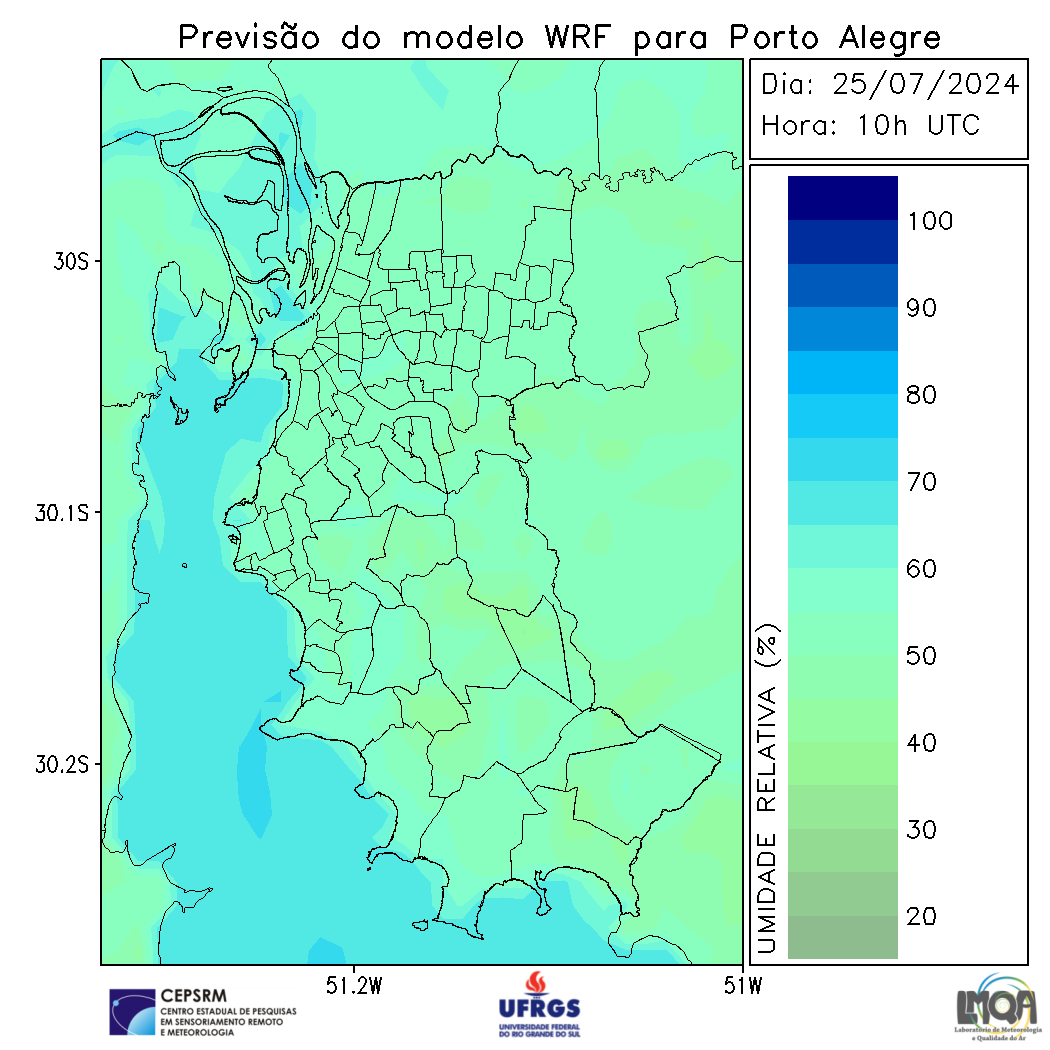 Previsão do modelo WRF para Porto Alegre
Dia: 25/07/2024
Hora: 10h UTC
100
90
80
70
60
50
40
30
20
UMIDADE RELATIVA (%)
30S
30.1S
30.2S
51.2W
51W
CEPSRM
CENTRO ESTADUAL DE PESQUISAS
EM SENSORIAMENTO REMOTO
E METEOROLOGIA
UFRGS
UNIVERSIDADE FEDERAL
DO RIO GRANDE DO SUL
LMQA
Laboratório de Meteorologia
e Qualidade do Ar